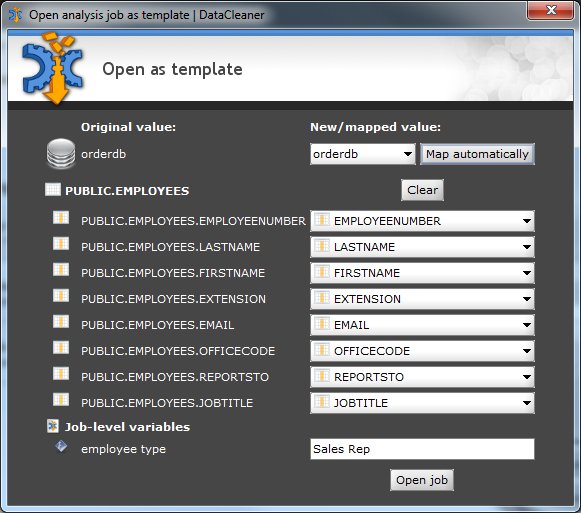 Open analysis job as template | DataCleaner
Open as template
Original value: New/mapped value:
orderdb orderdb Map automatically
PUBLIC.EMPLOYEES Clear
PUBLIC.EMPLOYEES.EMPLOYEENUMBER EMPLOYEENUMBER
PUBLIC.EMPLOYEES.LASTNAME LASTNAME
PUBLIC.EMPLOYEES.FIRSTNAME FIRSTNAME
PUBLIC.EMPLOYEES.EXTENSION EXTENSION
PUBLIC.EMPLOYEES.EMAIL EMAIL
PUBLIC.EMPLOYEES.OFFICECODE OFFICECODE
PUBLIC.EMPLOYEES.REPORTSTO REPORTSTO
PUBLIC.EMPLOYEES.JOBTITLE JOBTITLE
Job-level variables
employee type Sales Rep
Open job